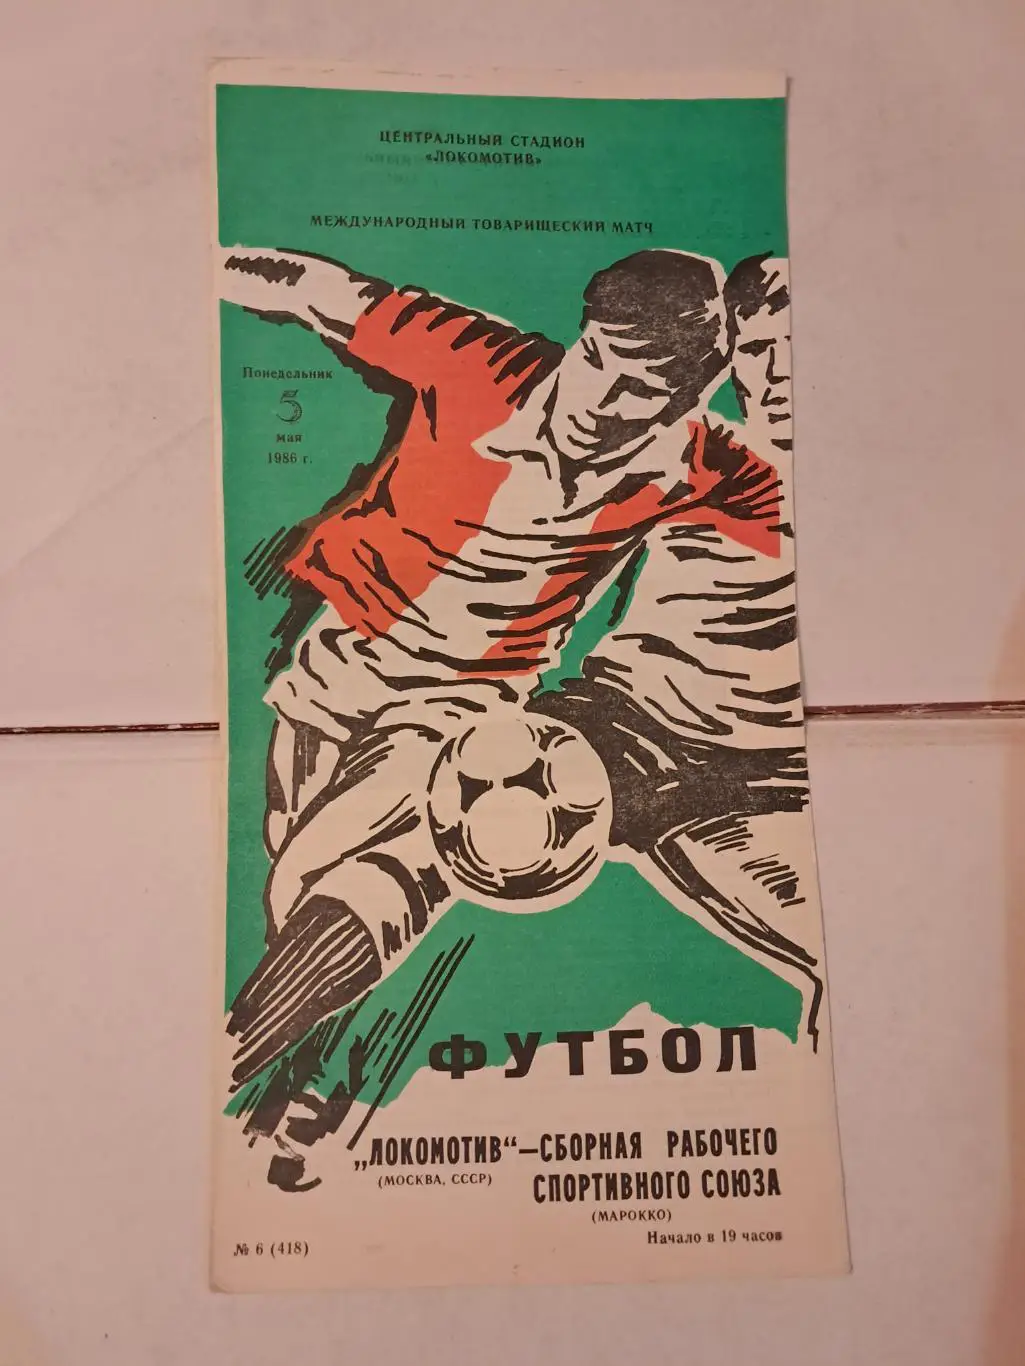 ЦЕНТРАЛЬНЫЙ СТАДИОН
«ЛОКОМОТИВ»
МЕЖДУНАРОДНЫЙ ТОВАРИЩЕСКИЙ МАТЧ
Понедельник
5
мая
1986 г.
ФУТБОЛ
„ЛОКОМОТИВ“–СБОРНАЯ РАБОЧЕГО
(МОСКВА, СССР) СПОРТИВНОГО СОЮЗА
(МАРОККО)
№ 6 (418)
Начало в 19 часов